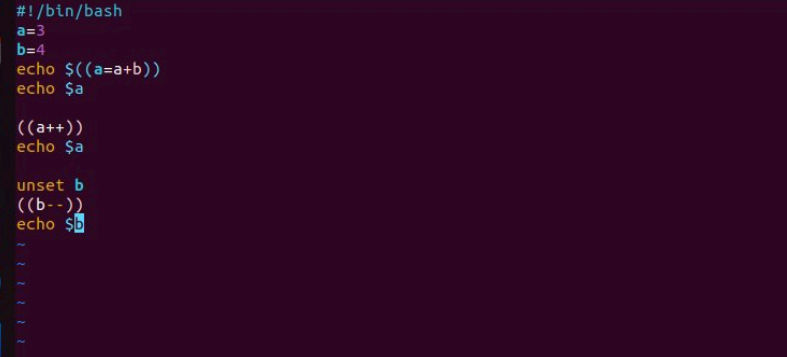 #!/bin/bash
a=3
b=4
echo $((a=a+b))
echo $a
((a++))
echo $a
unset b
((b--))
echo $b
~
~
~
~
~
~